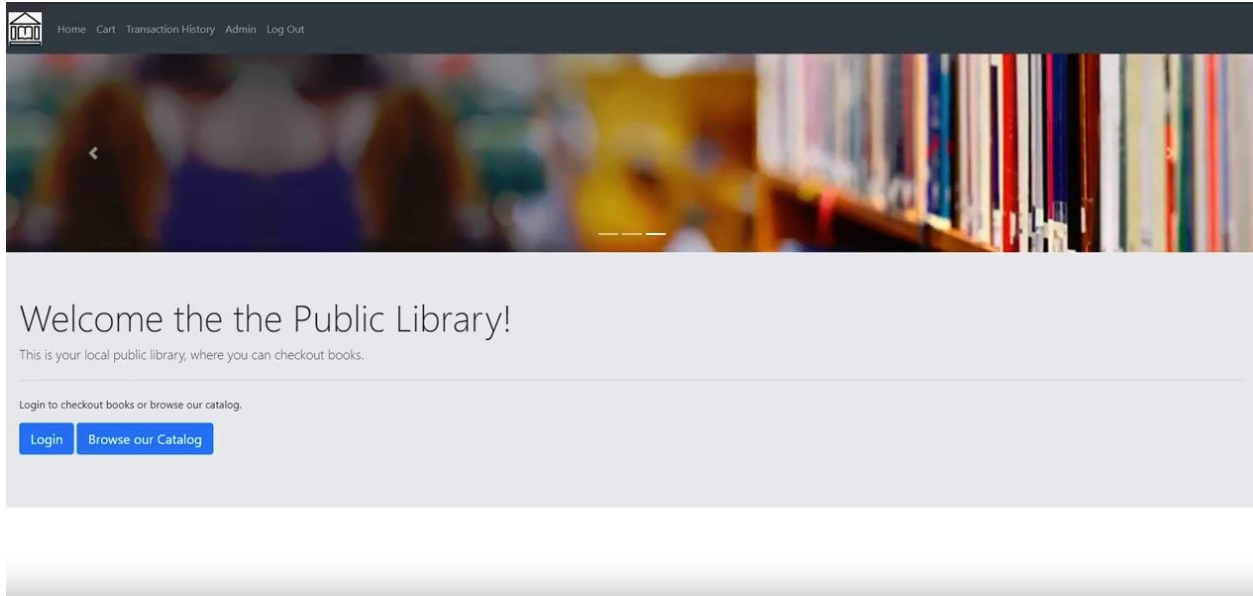 Home Cart Transaction History Admin Log Out
Welcome the the Public Library!
This is your local public library, where you can checkout books.
Login to checkout books or browse our catalog.
Login Browse our Catalog